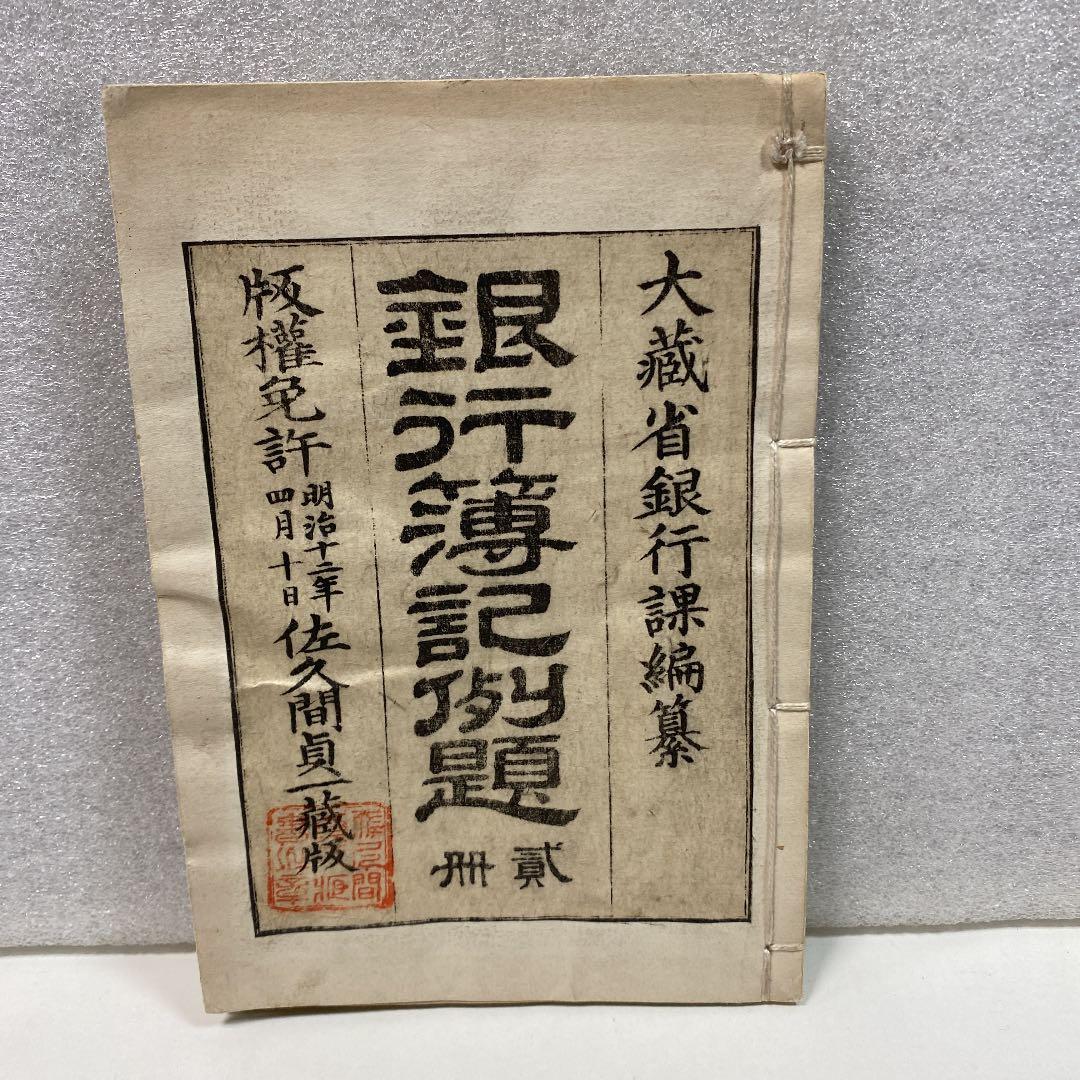 大藏省銀行課編纂
銀行簿記例題
貳冊
版權免許
明治十二年
四月十日
佐久間貞一藏版